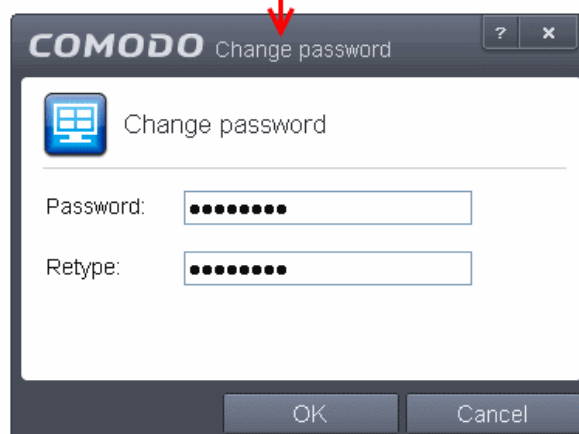 COMODO Change password
? x
Change password
Password: ●●●●●●●●
Retype: ●●●●●●●●
OK Cancel